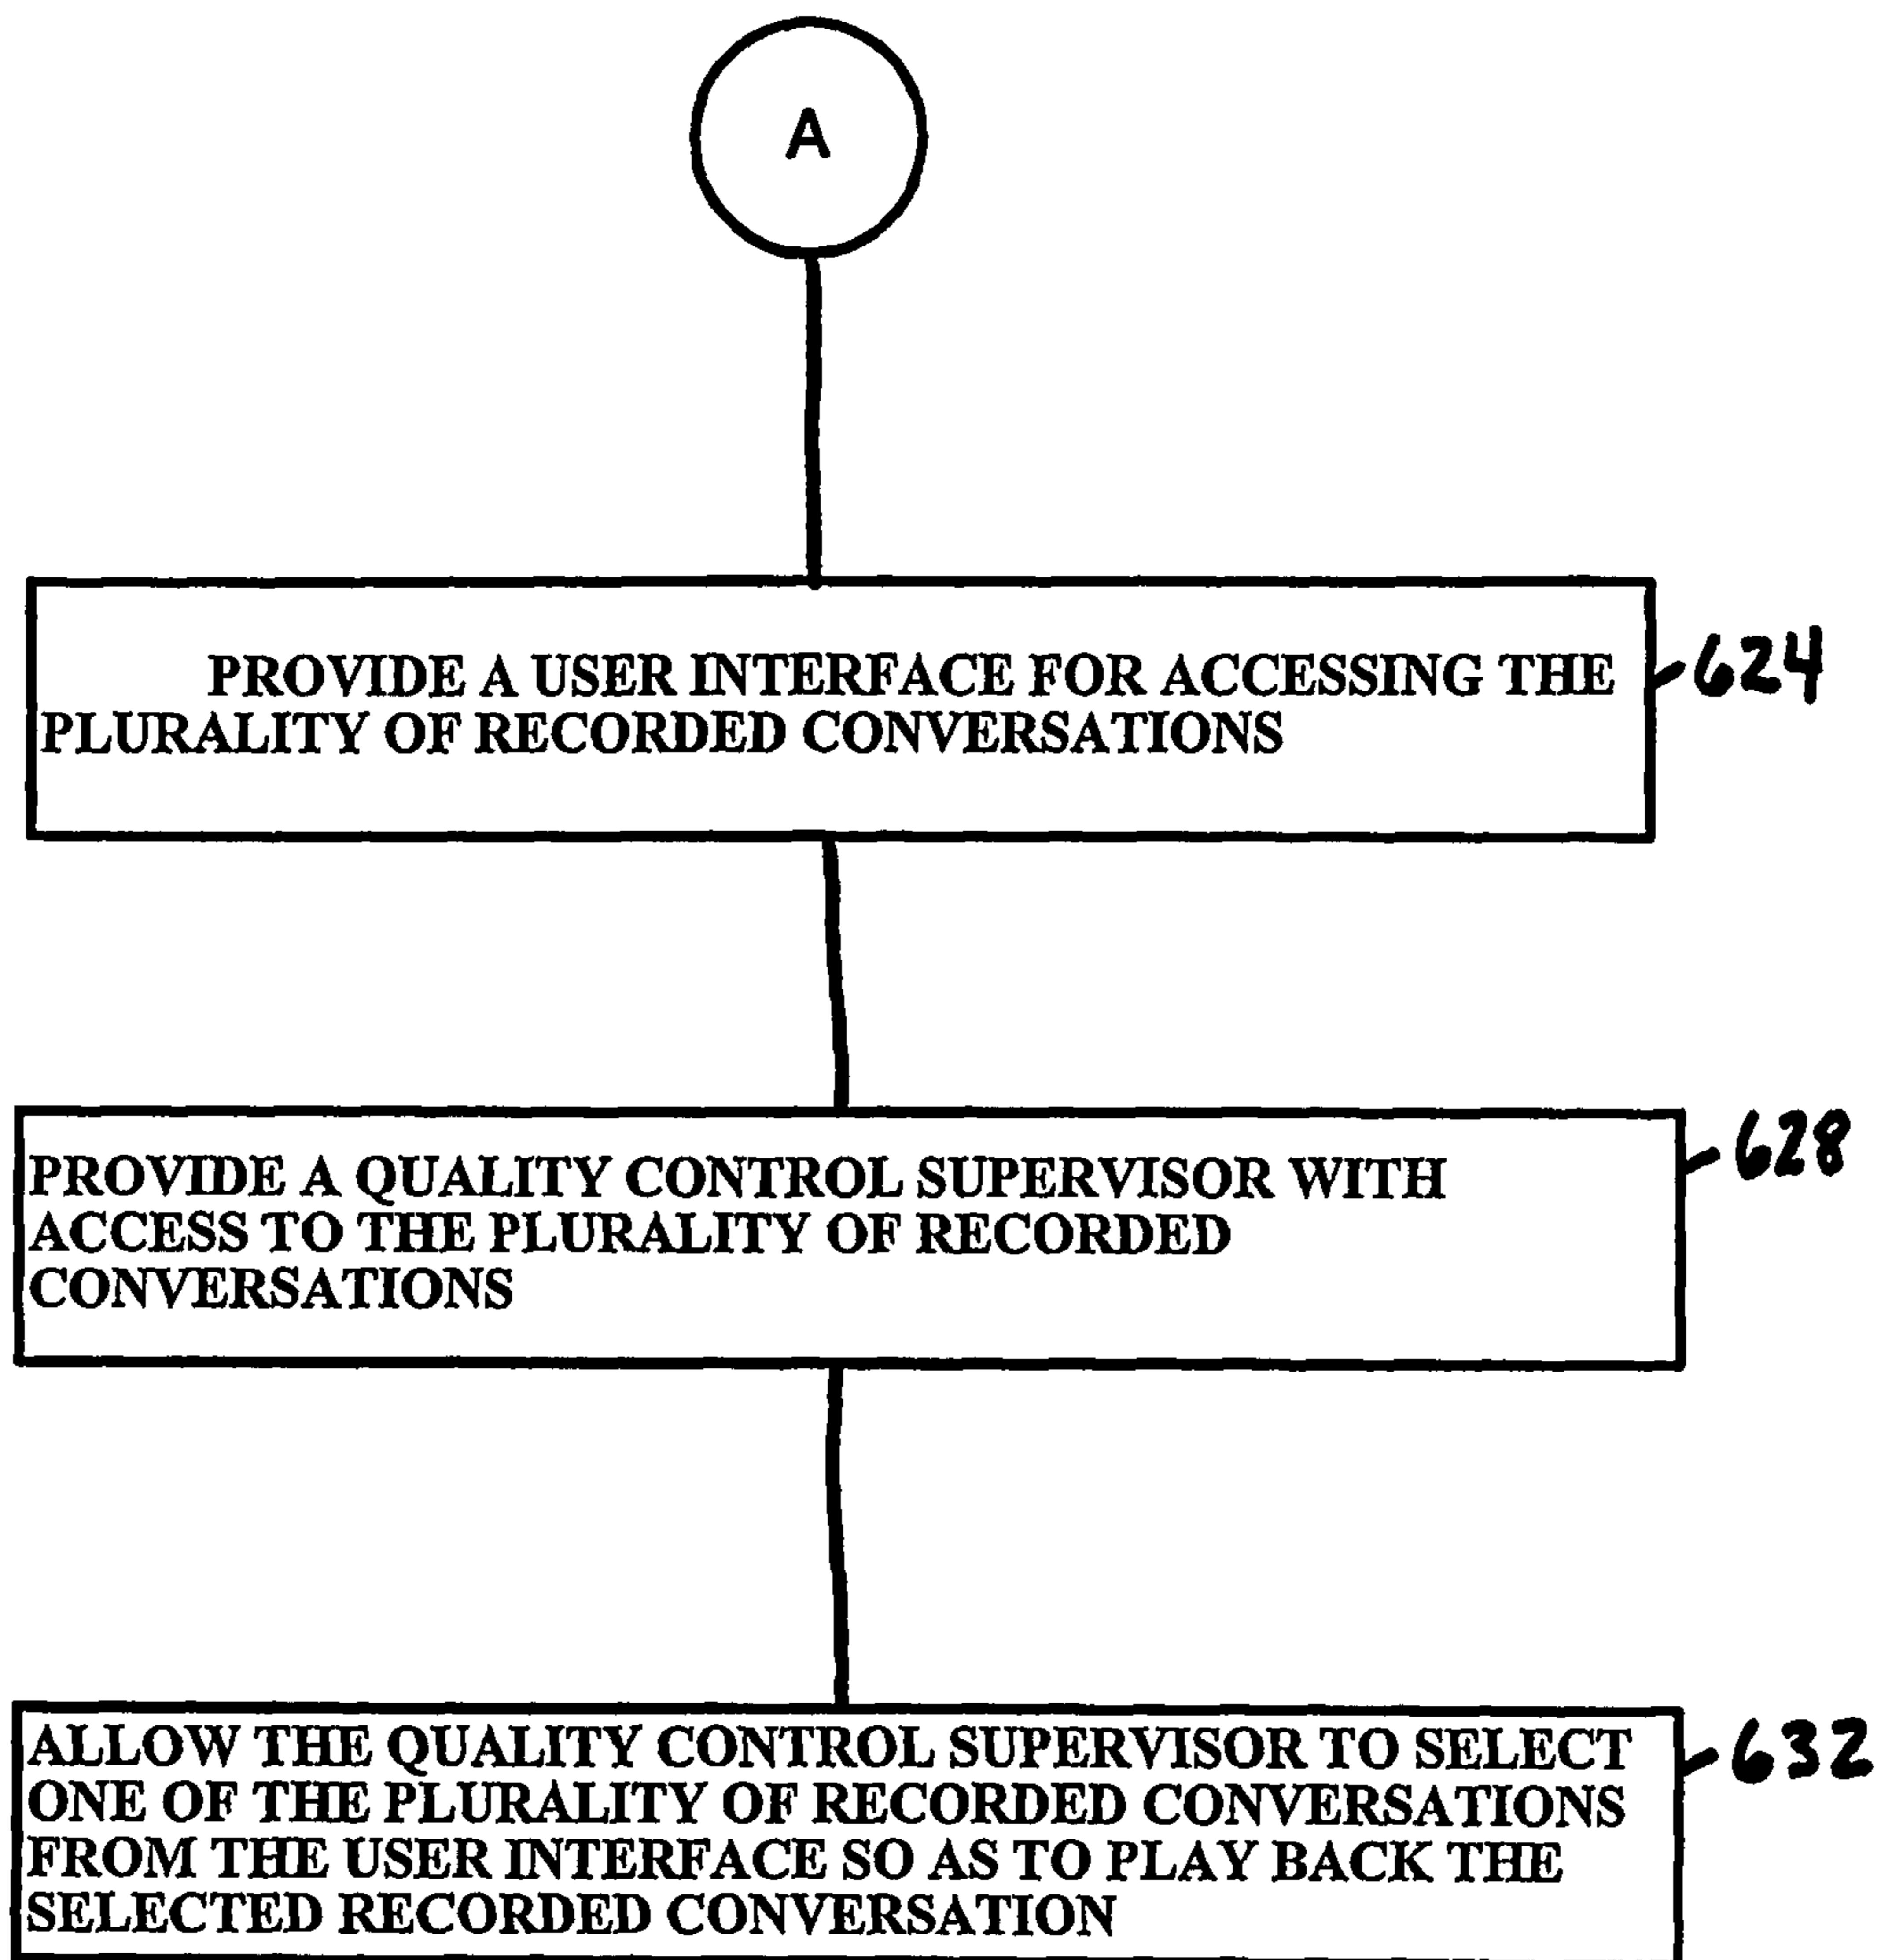 A
PROVIDE A USER INTERFACE FOR ACCESSING THE
PLURALITY OF RECORDED CONVERSATIONS
624
PROVIDE A QUALITY CONTROL SUPERVISOR WITH
ACCESS TO THE PLURALITY OF RECORDED
CONVERSATIONS
628
ALLOW THE QUALITY CONTROL SUPERVISOR TO SELECT
ONE OF THE PLURALITY OF RECORDED CONVERSATIONS
FROM THE USER INTERFACE SO AS TO PLAY BACK THE
SELECTED RECORDED CONVERSATION
632